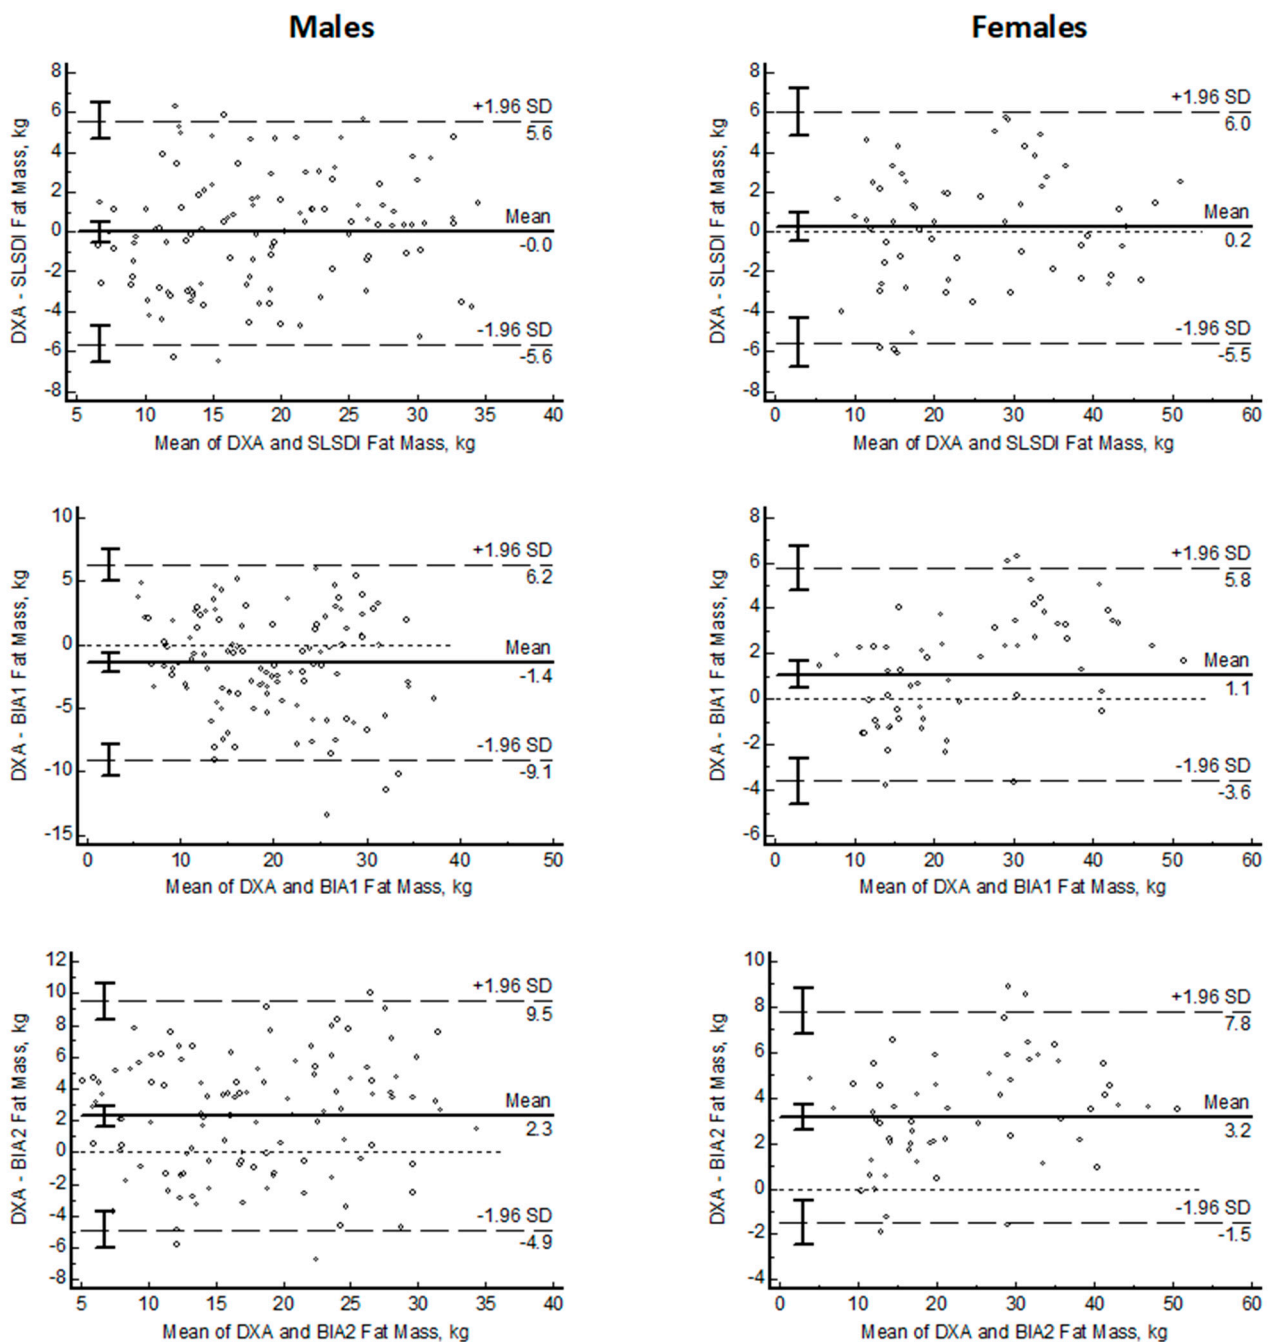 Males
Females
8
6
4
2
0
-2
-4
-6
-8
DXA - SLSDI Fat Mass, kg
+1.96 SD
5.6
Mean
-0.0
-1.96 SD
-5.6
5 10 15 20 25 30 35 40
Mean of DXA and SLSDI Fat Mass, kg
8
6
4
2
0
-2
-4
-6
-8
DXA - SLSDI Fat Mass, kg
+1.96 SD
6.0
Mean
0.2
-1.96 SD
-5.5
0 10 20 30 40 50 60
Mean of DXA and SLSDI Fat Mass, kg
10
5
0
-5
-10
-15
DXA - BIA1 Fat Mass, kg
+1.96 SD
6.2
Mean
-1.4
-1.96 SD
-9.1
0 10 20 30 40 50
Mean of DXA and BIA1 Fat Mass, kg
8
6
4
2
0
-2
-4
-6
DXA - BIA1 Fat Mass, kg
+1.96 SD
5.8
Mean
1.1
-1.96 SD
-3.6
0 10 20 30 40 50 60
Mean of DXA and BIA1 Fat Mass, kg
12
10
8
6
4
2
0
-2
-4
-6
-8
DXA - BIA2 Fat Mass, kg
+1.96 SD
9.5
Mean
2.3
-1.96 SD
-4.9
5 10 15 20 25 30 35 40
Mean of DXA and BIA2 Fat Mass, kg
10
8
6
4
2
0
-2
-4
DXA - BIA2 Fat Mass, kg
+1.96 SD
7.8
Mean
3.2
-1.96 SD
-1.5
0 10 20 30 40 50 60
Mean of DXA and BIA2 Fat Mass, kg